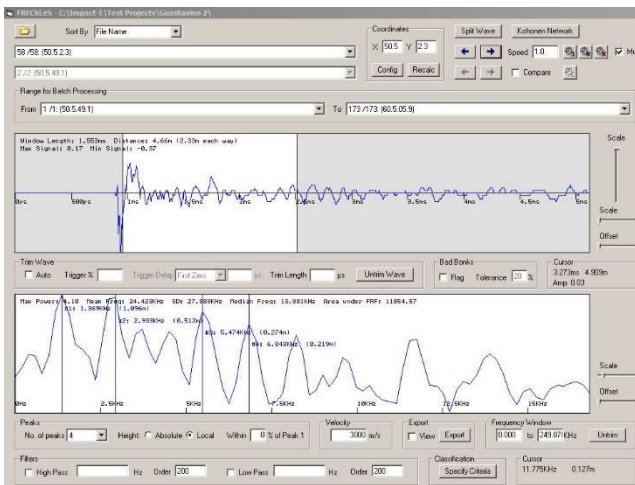 FRECkLeS - C:\Impact-E\Test Projects\Guastavino 2\
Sort By File Name
Coordinates
X 50.5 Y 2.3
Config Recalc
Split Wave Kohonen Network
Speed 1.0
Compare
58 /58: (50.5.2.3)
2 /2: (50.5.49.1)
Range for Batch Processing
From 1 /1: (50.5.49.1) To 173 /173: (60.5.05.9)
Window Length: 1.553ms Distance: 4.66m (2.33m each way)
Max Signal: 0.17 Min Signal: -0.37
0µs 500µs 1ms 1.5ms 2ms 2.5ms 3ms 3.5ms 4ms 4.5ms 5ms
Scale
Scale
Offset
Trim Wave
Auto Trigger % Trigger Delay First Zero µs Trim Length µs Untrim Wave
Bad Bonks
Flag Tolerance 20 %
Cursor
3.273ms 4.909m
Amp: 0.03
Max Power: 4.10 Mean Freq: 24.423KHz SD: 27.883KHz Median Freq: 13.881KHz Area under FRF: 11854.57
#1: 1.369KHz (1.096m)
#2: 2.933KHz (0.512m)
#3: 5.474KHz (0.274m)
#4: 6.843KHz (0.219m)
0Hz 2.5KHz 5KHz 7.5KHz 10KHz 12.5KHz 15KHz
Scale
Offset
Peaks
No. of peaks 4 Height: Absolute Local Within 0 % of Peak 1
Velocity
3000 m/s
Export
View Export
Frequency Window
0.000 to 249.87 KHz Untrim
Filters
High Pass Hz Order 200 Low Pass Hz Order 200
Classification
Specify Criteria
Cursor
11.775KHz 0.127m